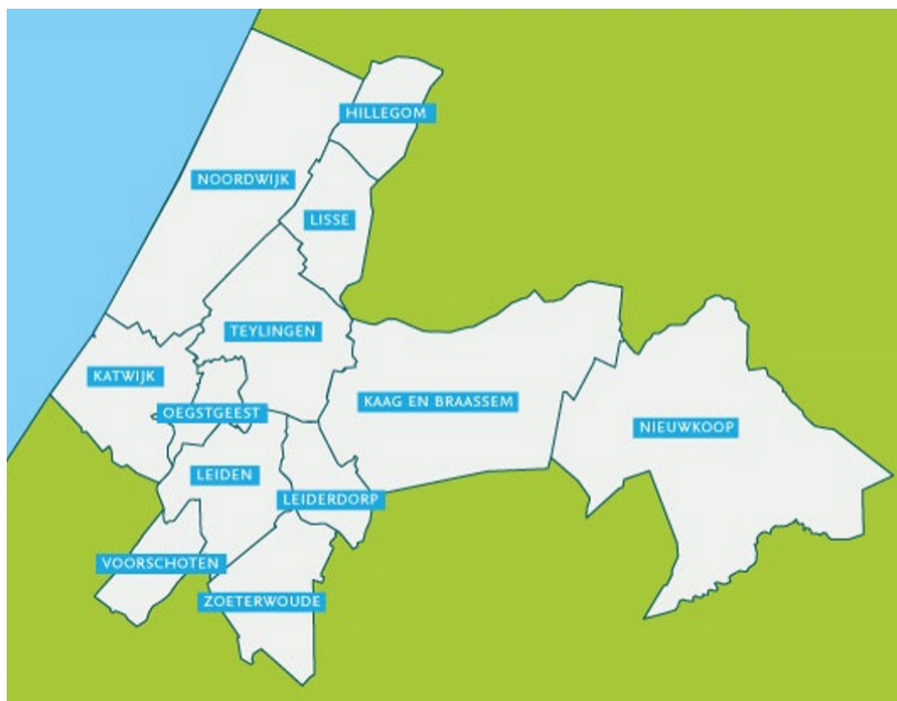 HILLEGOM
NOORDWIJK
LISSE
TEYLINGEN
KATWIJK
KAAG EN BRAASSEM
OEGSTGEEST
NIEUWKOOP
LEIDEN
LEIDERDORP
VOORSCHOTEN
ZOETERWOUDE